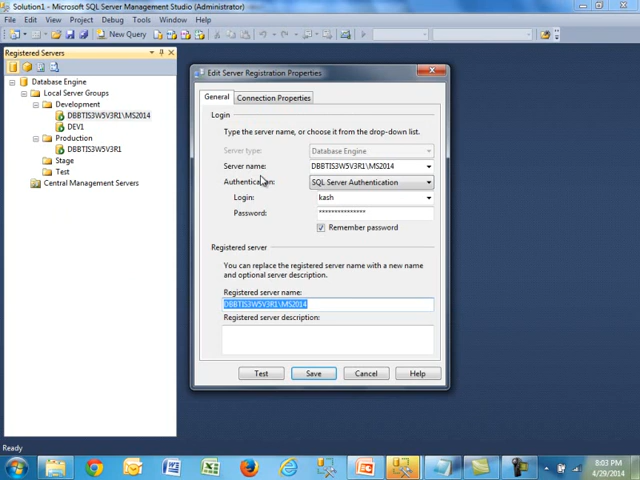 Solution1 - Microsoft SQL Server Management Studio (Administrator)
File Edit View Project Debug Tools Window Help
New Query
Registered Servers
Database Engine
Local Server Groups
Development
DBBTIS3W5V3R1\MS2014
DEV1
Production
DBBTIS3W5V3R1
Stage
Test
Central Management Servers
Edit Server Registration Properties
General
Connection Properties
Login
Type the server name, or choose it from the drop-down list.
Server type:
Database Engine
Server name:
DBBTIS3W5V3R1\MS2014
Authentication:
SQL Server Authentication
Login:
kash
Password:
***************
Remember password
Registered server
You can replace the registered server name with a new name
and optional server description.
Registered server name:
DBBTIS3W5V3R1\MS2014
Registered server description:
Test
Save
Cancel
Help
Ready
8:03 PM
4/29/2014